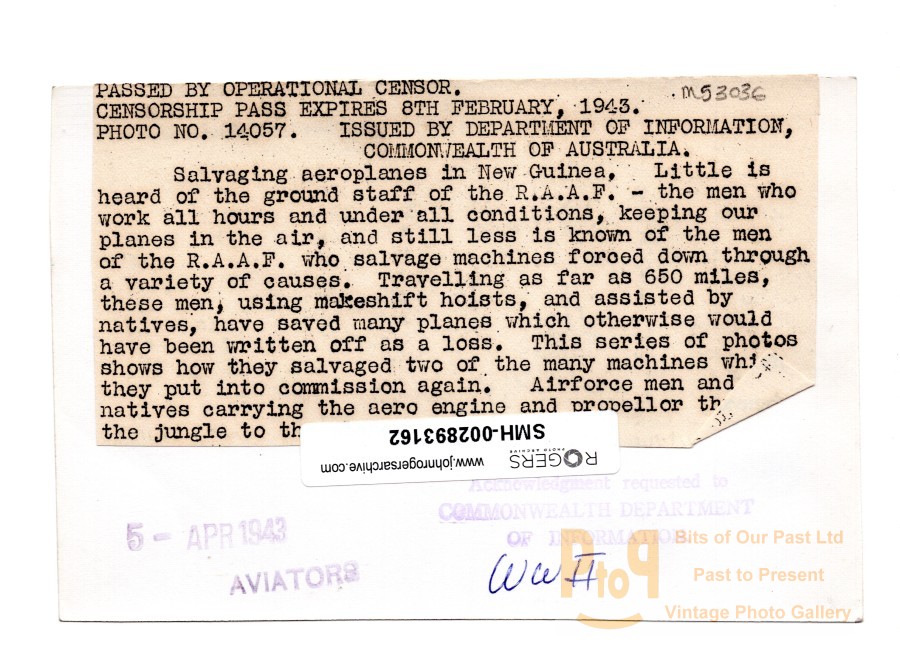 PASSED BY OPERATIONAL CENSOR. M53036
CENSORSHIP PASS EXPIRES 8TH FEBRUARY, 1943.
PHOTO NO. 14057. ISSUED BY DEPARTMENT OF INFORMATION,
COMMONWEALTH OF AUSTRALIA.
Salvaging aeroplanes in New Guinea. Little is
heard of the ground staff of the R.A.A.F. - the men who
work all hours and under all conditions, keeping our
planes in the air, and still less is known of the men
of the R.A.A.F. who salvage machines forced down through
a variety of causes. Travelling as far as 650 miles,
these men, using makeshift hoists, and assisted by
natives, have saved many planes which otherwise would
have been written off as a loss. This series of photos
shows how they salvaged two of the many machines whi
they put into commission again. Airforce men and
natives carrying the aero engine and propellor th
the jungle to th
SMH-002893162
ROGERS
PHOTO ARCHIVE
www.johnrogersarchive.com
Acknowledgment requested to
COMMONWEALTH DEPARTMENT
OF INFORMATION
5 - APR 1943
AVIATORS
WWII
PtoP
Bits of Our Past Ltd
Past to Present
Vintage Photo Gallery